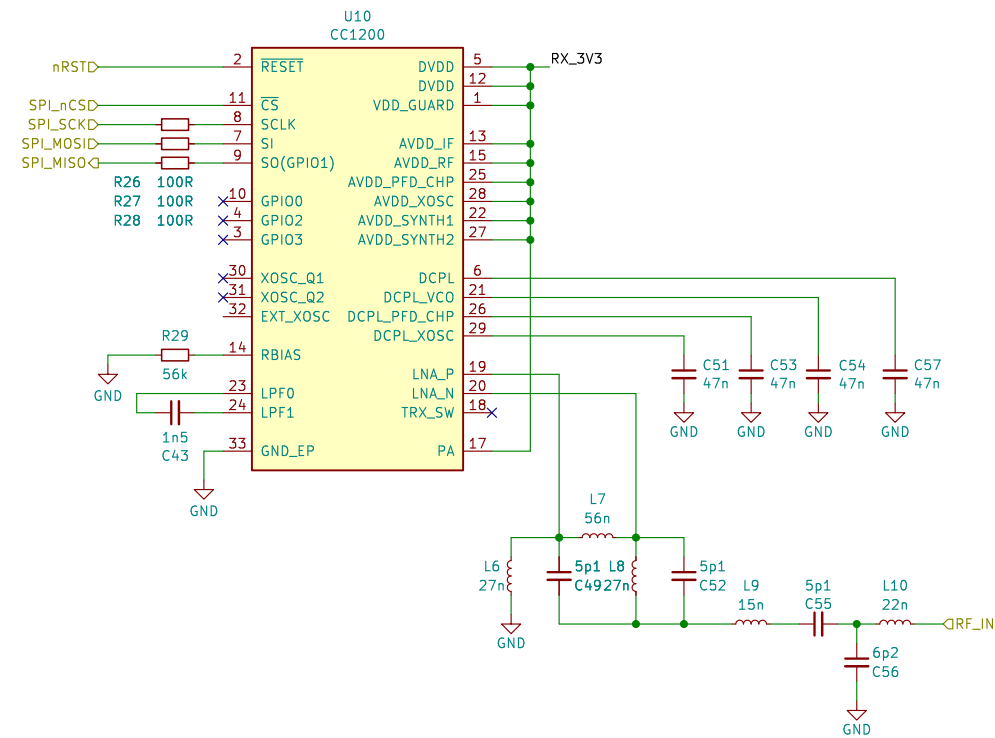 U10
CC1200
nRST 2 RESET DVDD 5 RX_3V3
DVDD 12
SPI_nCS 11 CS VDD_GUARD 1
SPI_SCK 8 SCLK
SPI_MOSI 7 SI AVDD_IF 13
SPI_MISO 9 SO(GPIO1) AVDD_RF 15
R26 100R AVDD_PFD_CHP 25
R27 100R 10 GPIO0 AVDD_XOSC 28
R28 100R 4 GPIO2 AVDD_SYNTH1 22
3 GPIO3 AVDD_SYNTH2 27
30 XOSC_Q1 DCPL 6
31 XOSC_Q2 DCPL_VCO 21
32 EXT_XOSC DCPL_PFD_CHP 26
R29 DCPL_XOSC 29
14 RBIAS
56k LNA_P 19 C51 C53 C54 C57
47n 47n 47n 47n
GND 23 LPF0 LNA_N 20
24 LPF1 TRX_SW 18
GND GND GND GND
1n5
C43 33 GND_EP PA 17
GND
L7
56n
L6 5p1 L8 5p1 L9 5p1 L10
27n C49 27n C52 15n C55 22n
RF_IN
GND
6p2
C56
GND